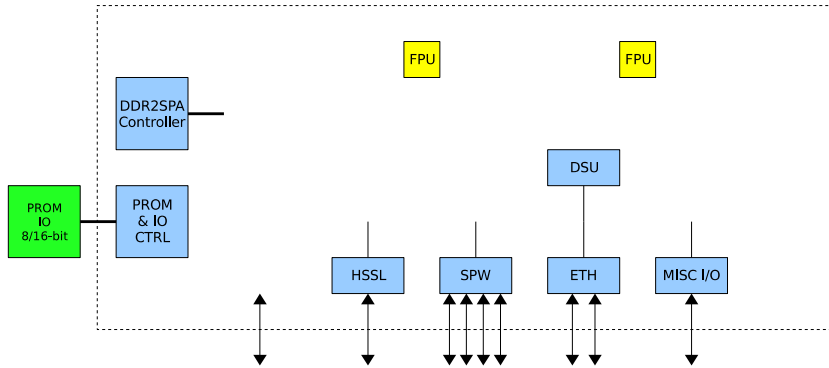 FPU
FPU
DDR2SPA
Controller
DSU
PROM
IO
8/16-bit
PROM
& IO
CTRL
HSSL
SPW
ETH
MISC I/O